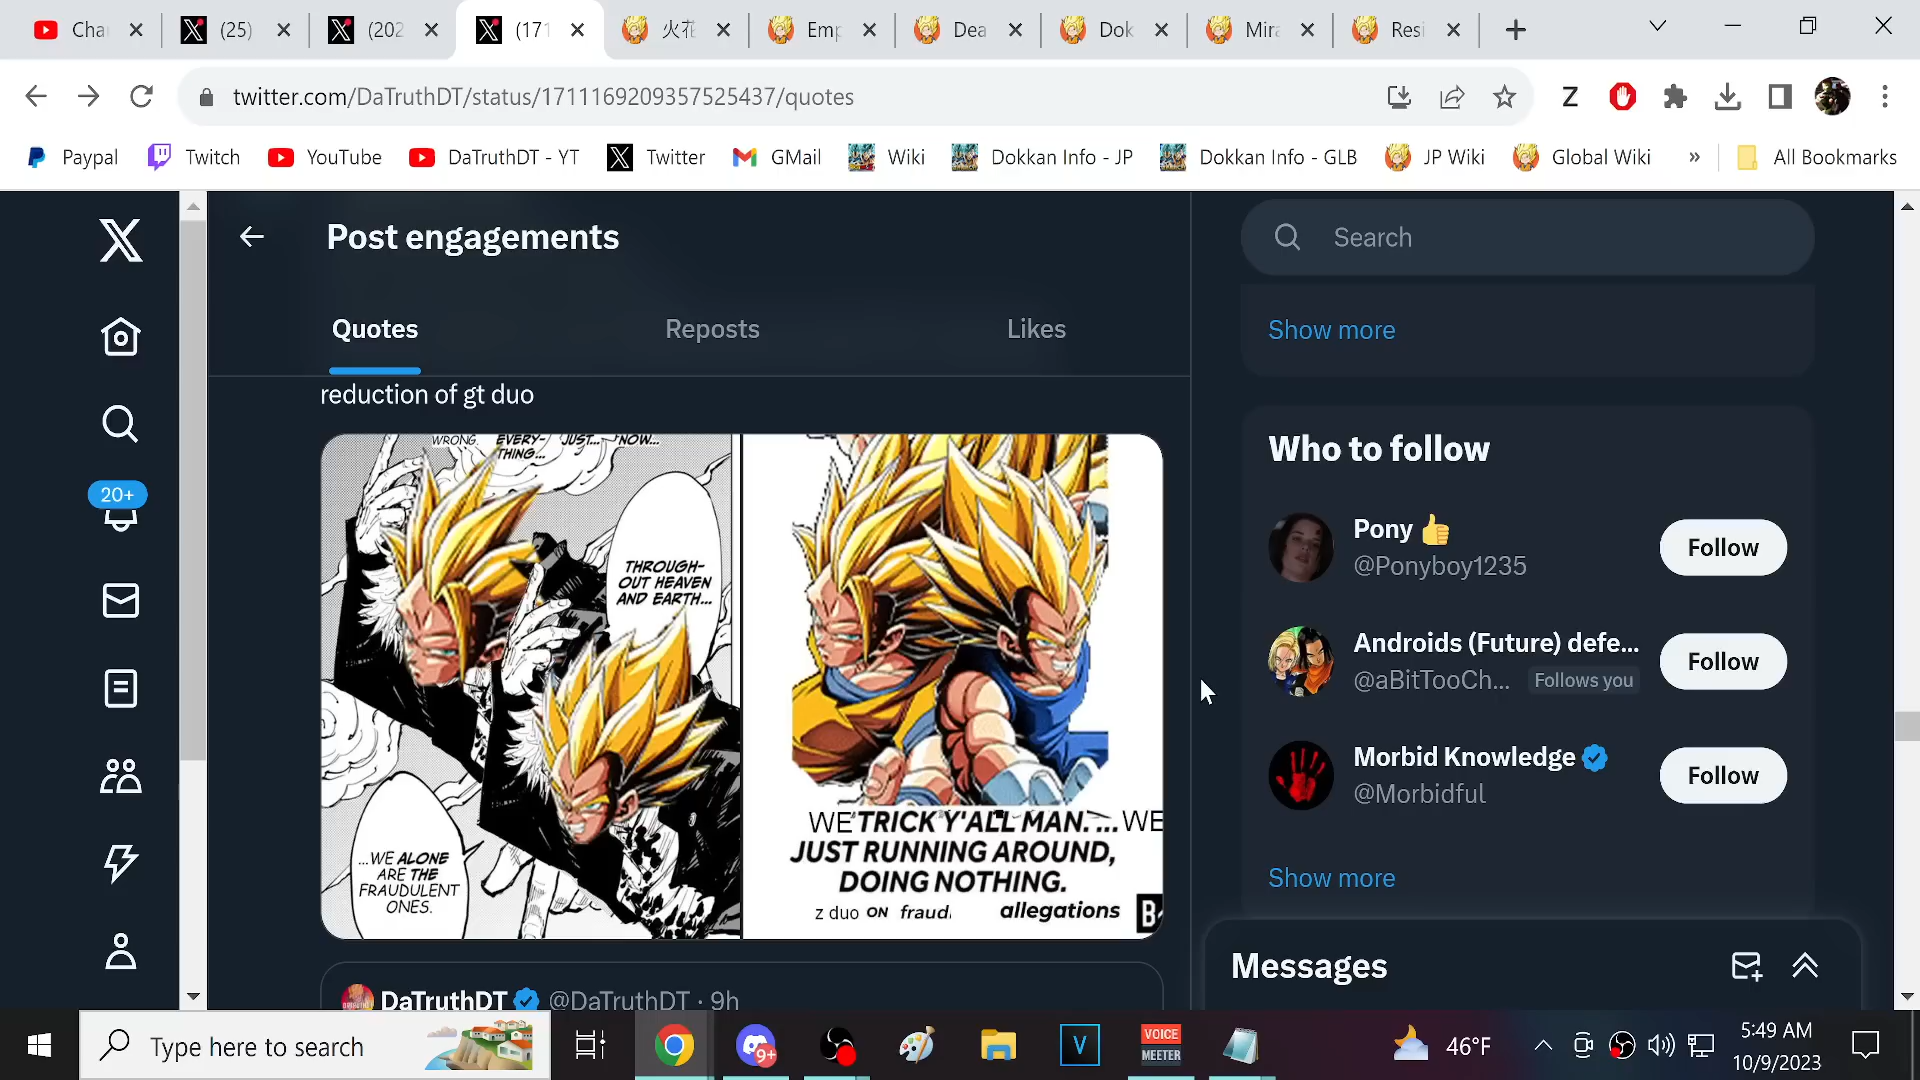 Cha
(25)
(202
(171
火花
Emp
Dea
Dok
Mira
Resi
twitter.com/DaTruthDT/status/1711169209357525437/quotes
Z
Paypal
Twitch
YouTube
DaTruthDT - YT
Twitter
GMail
Wiki
Dokkan Info - JP
Dokkan Info - GLB
JP Wiki
Global Wiki
»
All Bookmarks
Post engagements
Search
Quotes
Reposts
Likes
Show more
20+
reduction of gt duo
WRONG. EVERY- JUST... NOW...
THING...
THROUGH-
OUT HEAVEN
AND EARTH...
...WE ALONE
ARE THE
FRAUDULENT
ONES.
WE TRICK Y'ALL MAN. ... WE
JUST RUNNING AROUND,
DOING NOTHING.
z duo ON fraud allegations
B
Who to follow
Pony 👍
@Ponyboy1235
Follow
Androids (Future) defe...
@aBitTooCh... Follows you
Follow
Morbid Knowledge
@Morbidful
Follow
Show more
Messages
DaTruthDT @DaTruthDT · 9h
Type here to search
9+
V
VOICE
MEETER
46°F
5:49 AM
10/9/2023